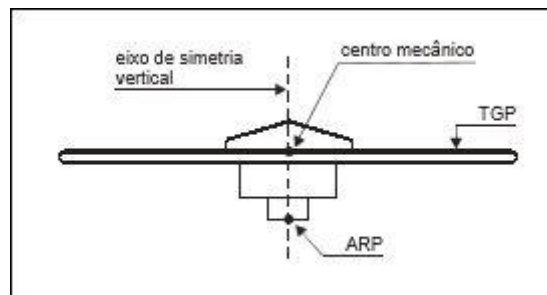 eixo de simetria
vertical
centro mecânico
TGP
ARP